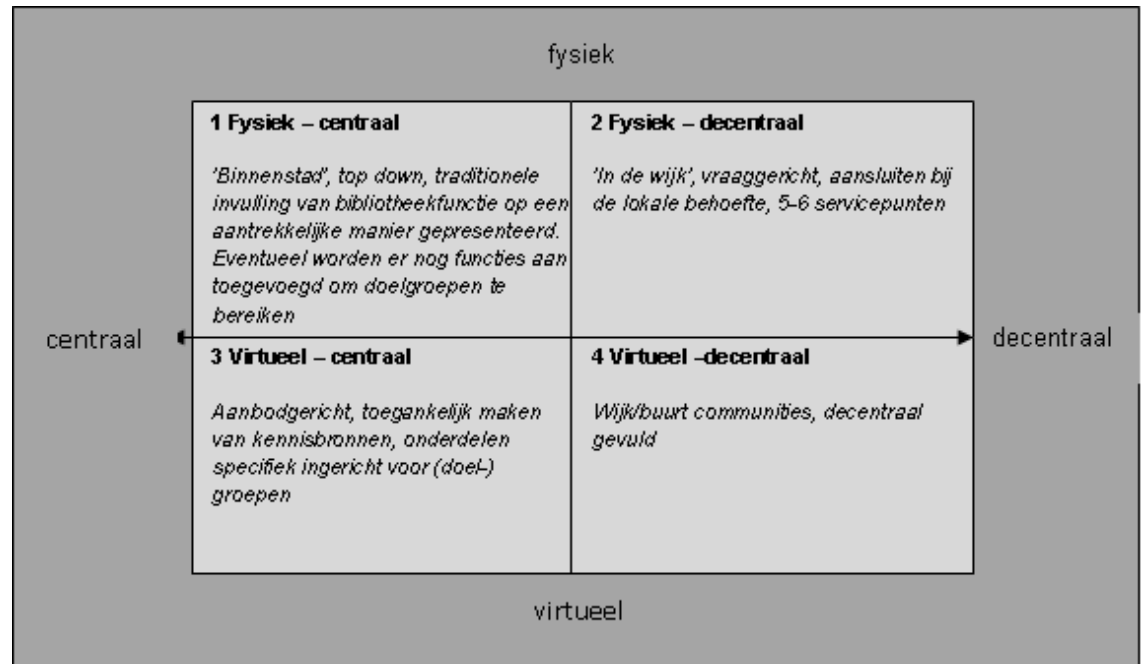 fysiek
1 Fysiek – centraal
'Binnenstad', top down, traditionele
invulling van bibliotheekfunctie op een
aantrekkelijke manier gepresenteerd.
Eventueel worden er nog functies aan
toegevoegd om doelgroepen te
bereiken
2 Fysiek – decentraal
'In de wijk', vraaggericht, aansluiten bij
de lokale behoefte, 5-6 servicepunten
centraal
decentraal
3 Virtueel – centraal
Aanbodgericht, toegankelijk maken
van kennisbronnen, onderdelen
specifiek ingericht voor (doel-)
groepen
4 Virtueel –decentraal
Wijk/buurt communities, decentraal
gevuld
virtueel